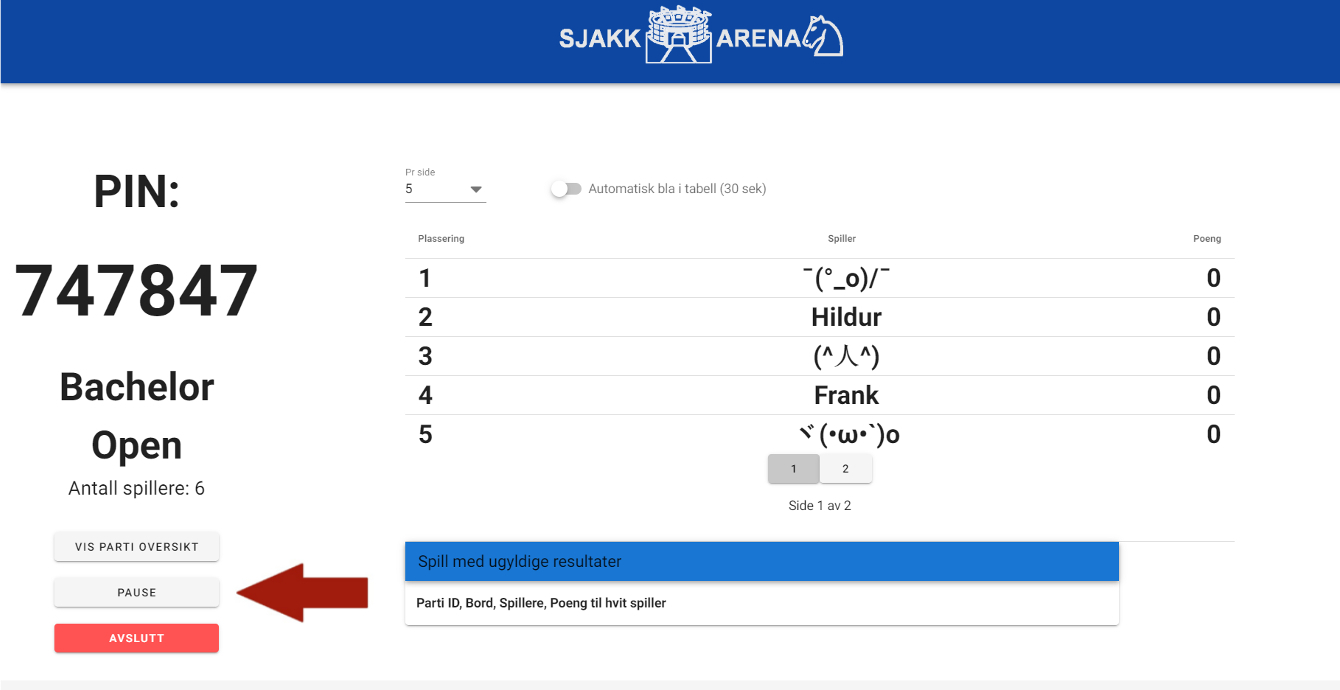 SJAKK ARENA
PIN:
747847
Bachelor
Open
Antall spillere: 6
VIS PARTI OVERSIKT
PAUSE
AVSLUTT
Pr side
5
Automatisk bla i tabell (30 sek)
Plassering Spiller Poeng
1 ¯(°_o)/¯ 0
2 Hildur 0
3 (^人^) 0
4 Frank 0
5 ヾ(•ω•`)o 0
1 2
Side 1 av 2
Spill med ugyldige resultater
Parti ID, Bord, Spillere, Poeng til hvit spiller